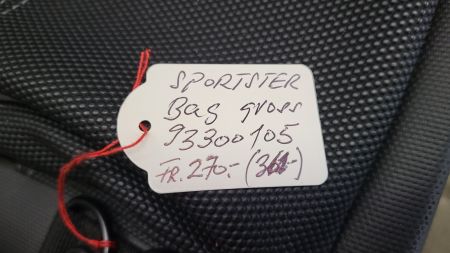 SPORTSTER
Bag gross
93300105
FR. 270.-